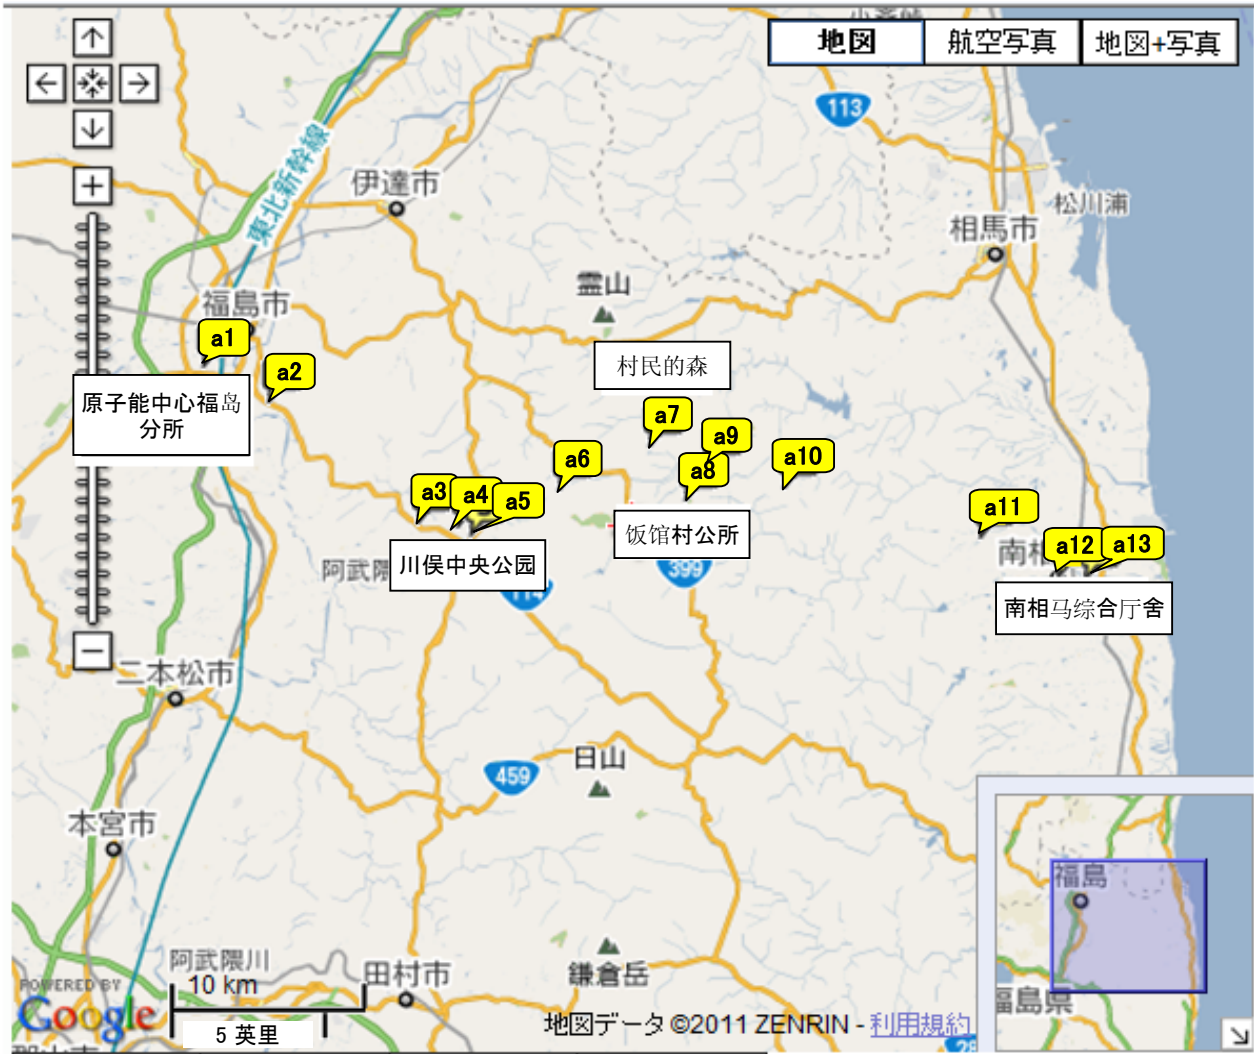 地図
航空写真
地図+写真
113
東北新幹線
伊達市
松川浦
相馬市
霊山
福島市
a1
村民的森
a2
原子能中心福岛
分所
a7
a9
a6
a8
a10
a3
a4
a5
a11
饭馆村公所
南相
a12
a13
川俣中央公园
阿武隈
399
114
南相马综合厅舍
二本松市
日山
459
本宮市
福島
阿武隈川
10 km
田村市
鎌倉岳
福島県
POWERED BY
Google
5 英里
地図データ ©2011 ZENRIN - 利用規約